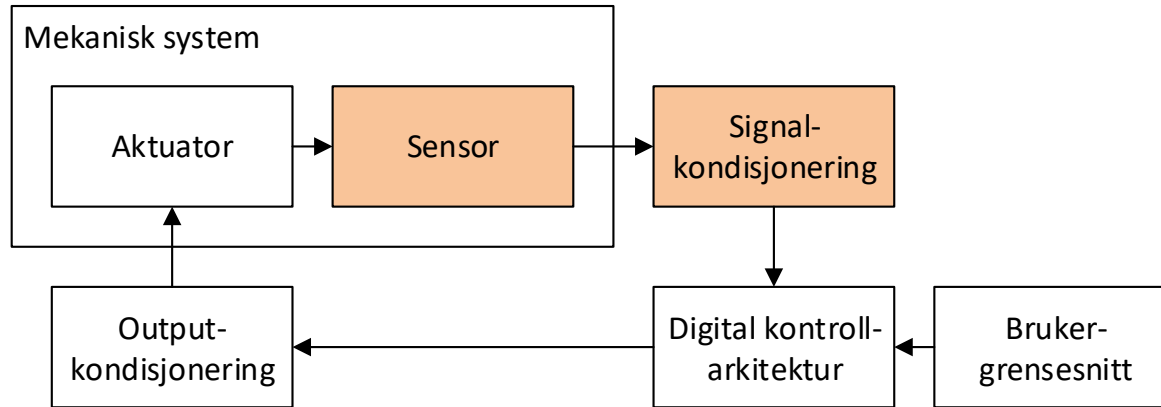 Mekanisk system
Aktuator
Sensor
Signal-
kondisjonering
Output-
kondisjonering
Digital kontroll-
arkitektur
Bruker-
grensesnitt